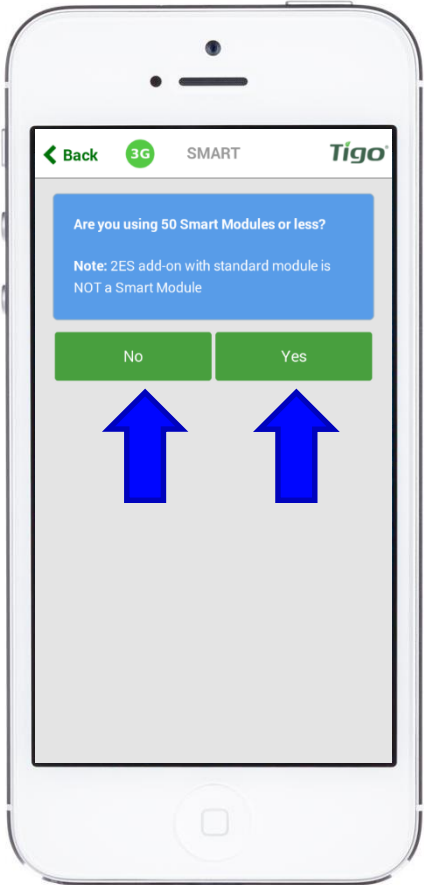 Back 3G SMART Tigo
Are you using 50 Smart Modules or less?
Note: 2ES add-on with standard module is
NOT a Smart Module
No Yes